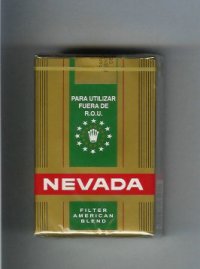 PARA UTILIZAR
FUERA DE
R.O.U.
NEVADA
FILTER
AMERICAN
BLEND